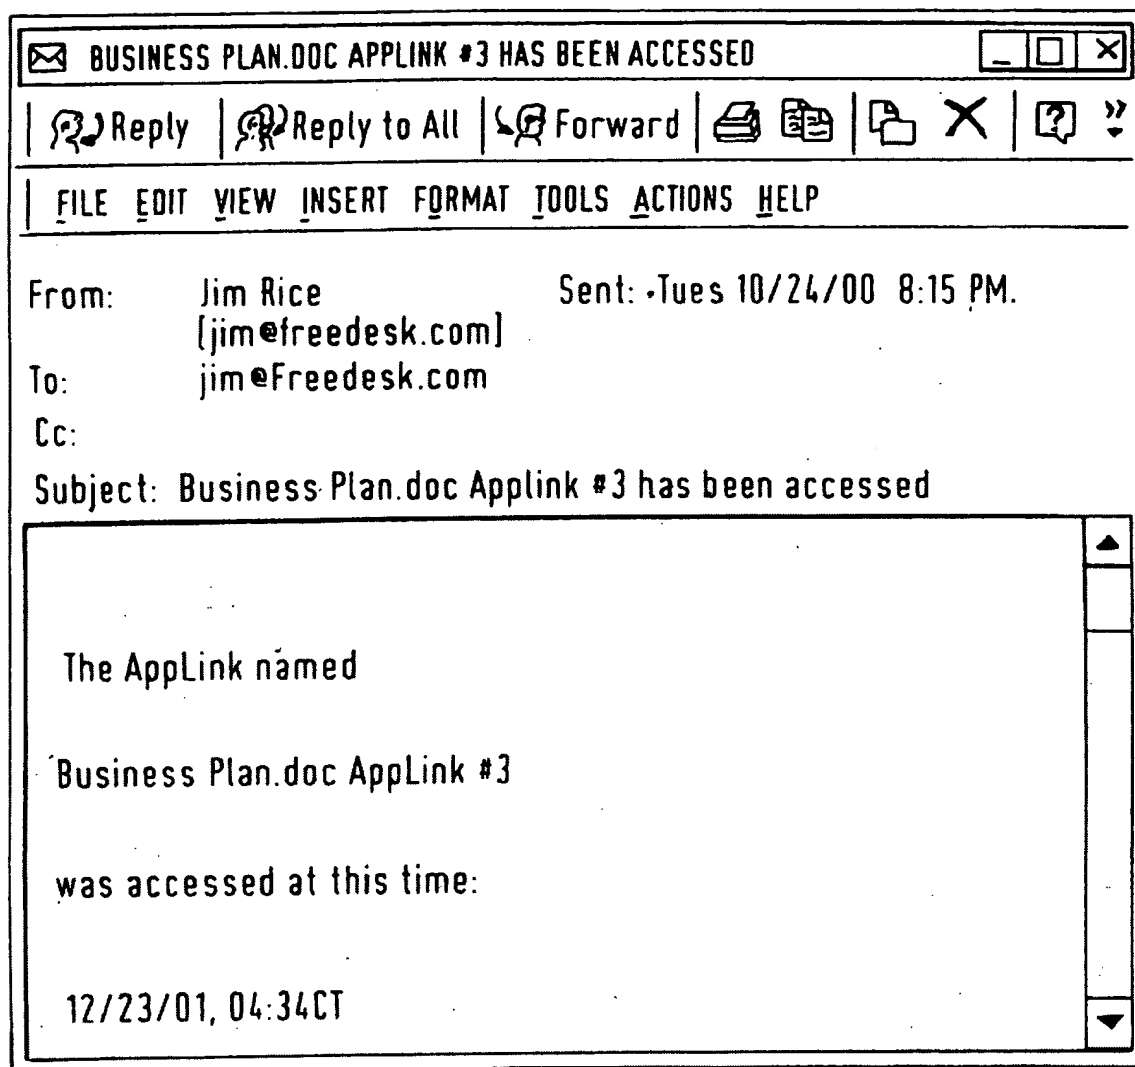 BUSINESS PLAN.DOC APPLINK #3 HAS BEEN ACCESSED
Reply Reply to All Forward
FILE EDIT VIEW INSERT FORMAT TOOLS ACTIONS HELP
From: Jim Rice Sent: Tues 10/24/00 8:15 PM.
[jim@freedesk.com]
To: jim@Freedesk.com
Cc:
Subject: Business Plan.doc Applink #3 has been accessed
The AppLink named
Business Plan.doc AppLink #3
was accessed at this time:
12/23/01, 04:34CT